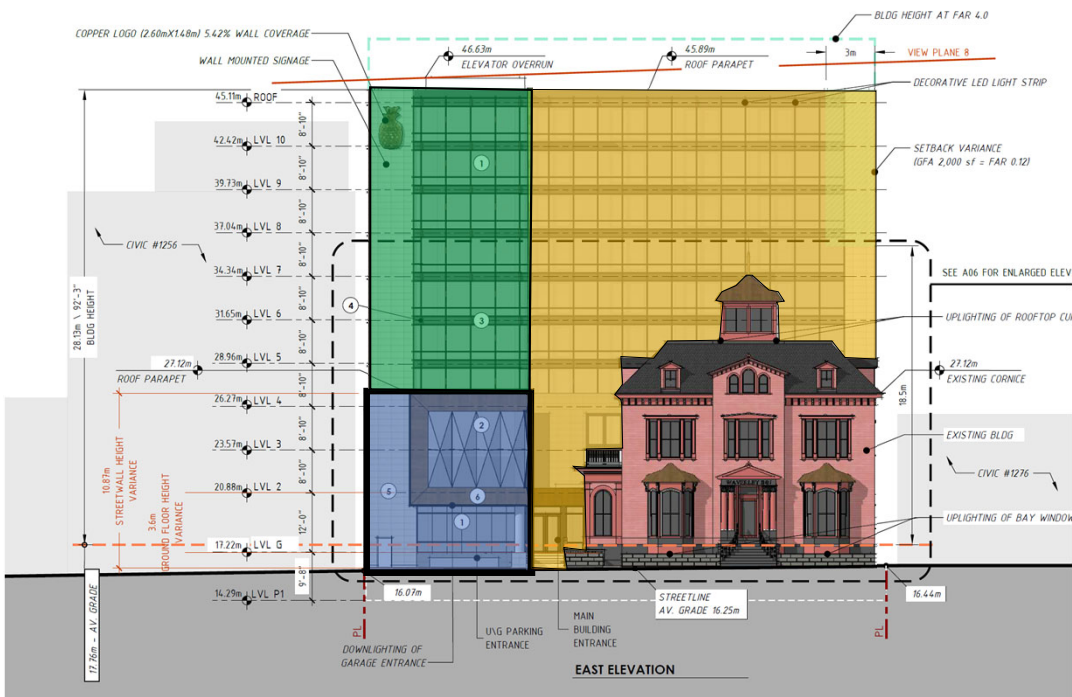 BLDG HEIGHT AT FAR 4.0
COPPER LOGO (2.60mX1.48m) 5.42% WALL COVERAGE
46.63m
ELEVATOR OVERRUN
45.89m
ROOF PARAPET
3m
VIEW PLANE 8
WALL MOUNTED SIGNAGE
DECORATIVE LED LIGHT STRIP
45.11m ROOF
8'-10"
42.42m LVL 10
8'-10"
SETBACK VARIANCE
(GFA 2,000 sf = FAR 0.12)
1
39.73m LVL 9
8'-10"
37.04m LVL 8
8'-10"
CIVIC #1256
34.34m LVL 7
8'-10"
SEE A06 FOR ENLARGED ELEV
28.13m \ 92'-3"
BLDG HEIGHT
4
31.65m LVL 6
3
8'-10"
UPLIGHTING OF ROOFTOP CU
28.96m LVL 5
27.12m
ROOF PARAPET
8'-10"
27.12m
EXISTING CORNICE
18.5m
26.27m LVL 4
8'-10"
2
23.57m LVL 3
EXISTING BLDG
10.87m
STREETWALL HEIGHT
VARIANCE
8'-10"
5
CIVIC #1276
20.88m LVL 2
6
3.6m
GROUND FLOOR HEIGHT
VARIANCE
12'-0"
1
UPLIGHTING OF BAY WINDOW
17.22m LVL G
9'-8"
14.29m LVL P1
16.07m
16.44m
STREETLINE
AV. GRADE 16.25m
17.76m - AV. GRADE
PL
PL
DOWNLIGHTING OF
GARAGE ENTRANCE
U\G PARKING
ENTRANCE
MAIN
BUILDING
ENTRANCE
EAST ELEVATION